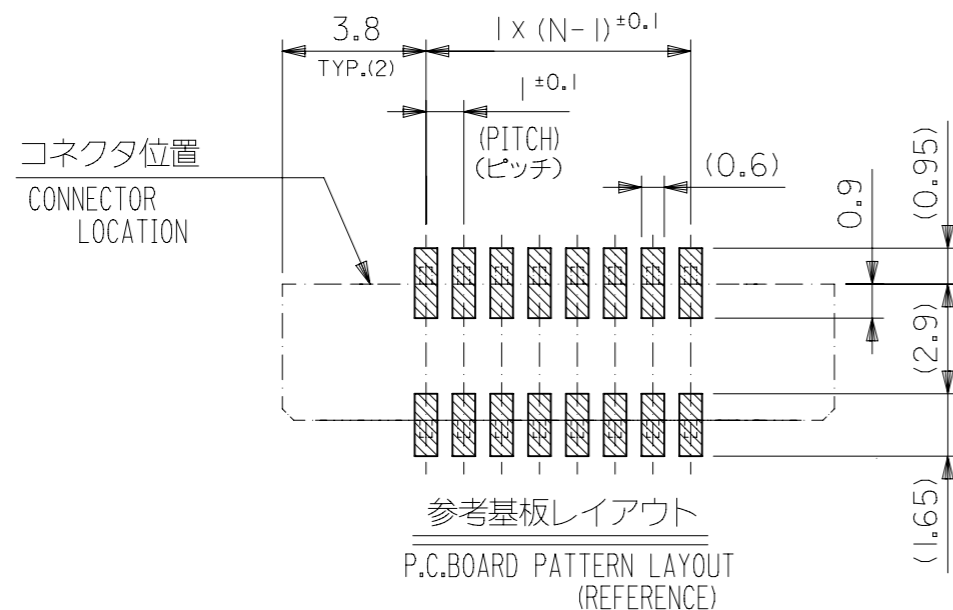 3.8
TYP.(2)
1 x (N-1)±0.1
1±0.1
(PITCH)
(ピッチ)
(0.6)
0.9
(0.95)
コネクタ位置
CONNECTOR
LOCATION
(2.9)
(1.65)
参考基板レイアウト
P.C.BOARD PATTERN LAYOUT
(REFERENCE)